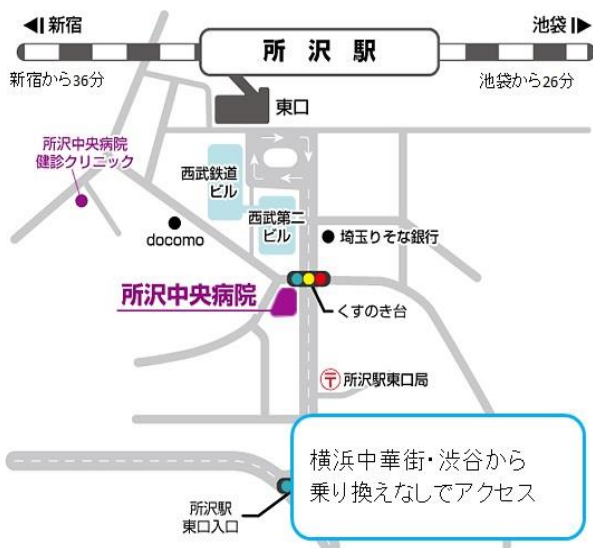 新宿
池袋
所沢駅
新宿から36分
池袋から26分
東口
所沢中央病院
健診クリニック
西武鉄道
ビル
西武第二
ビル
docomo
埼玉りそな銀行
所沢中央病院
くすのき台
〒所沢駅東口局
横浜中華街・渋谷から
乗り換えなしでアクセス
所沢駅
東口入口